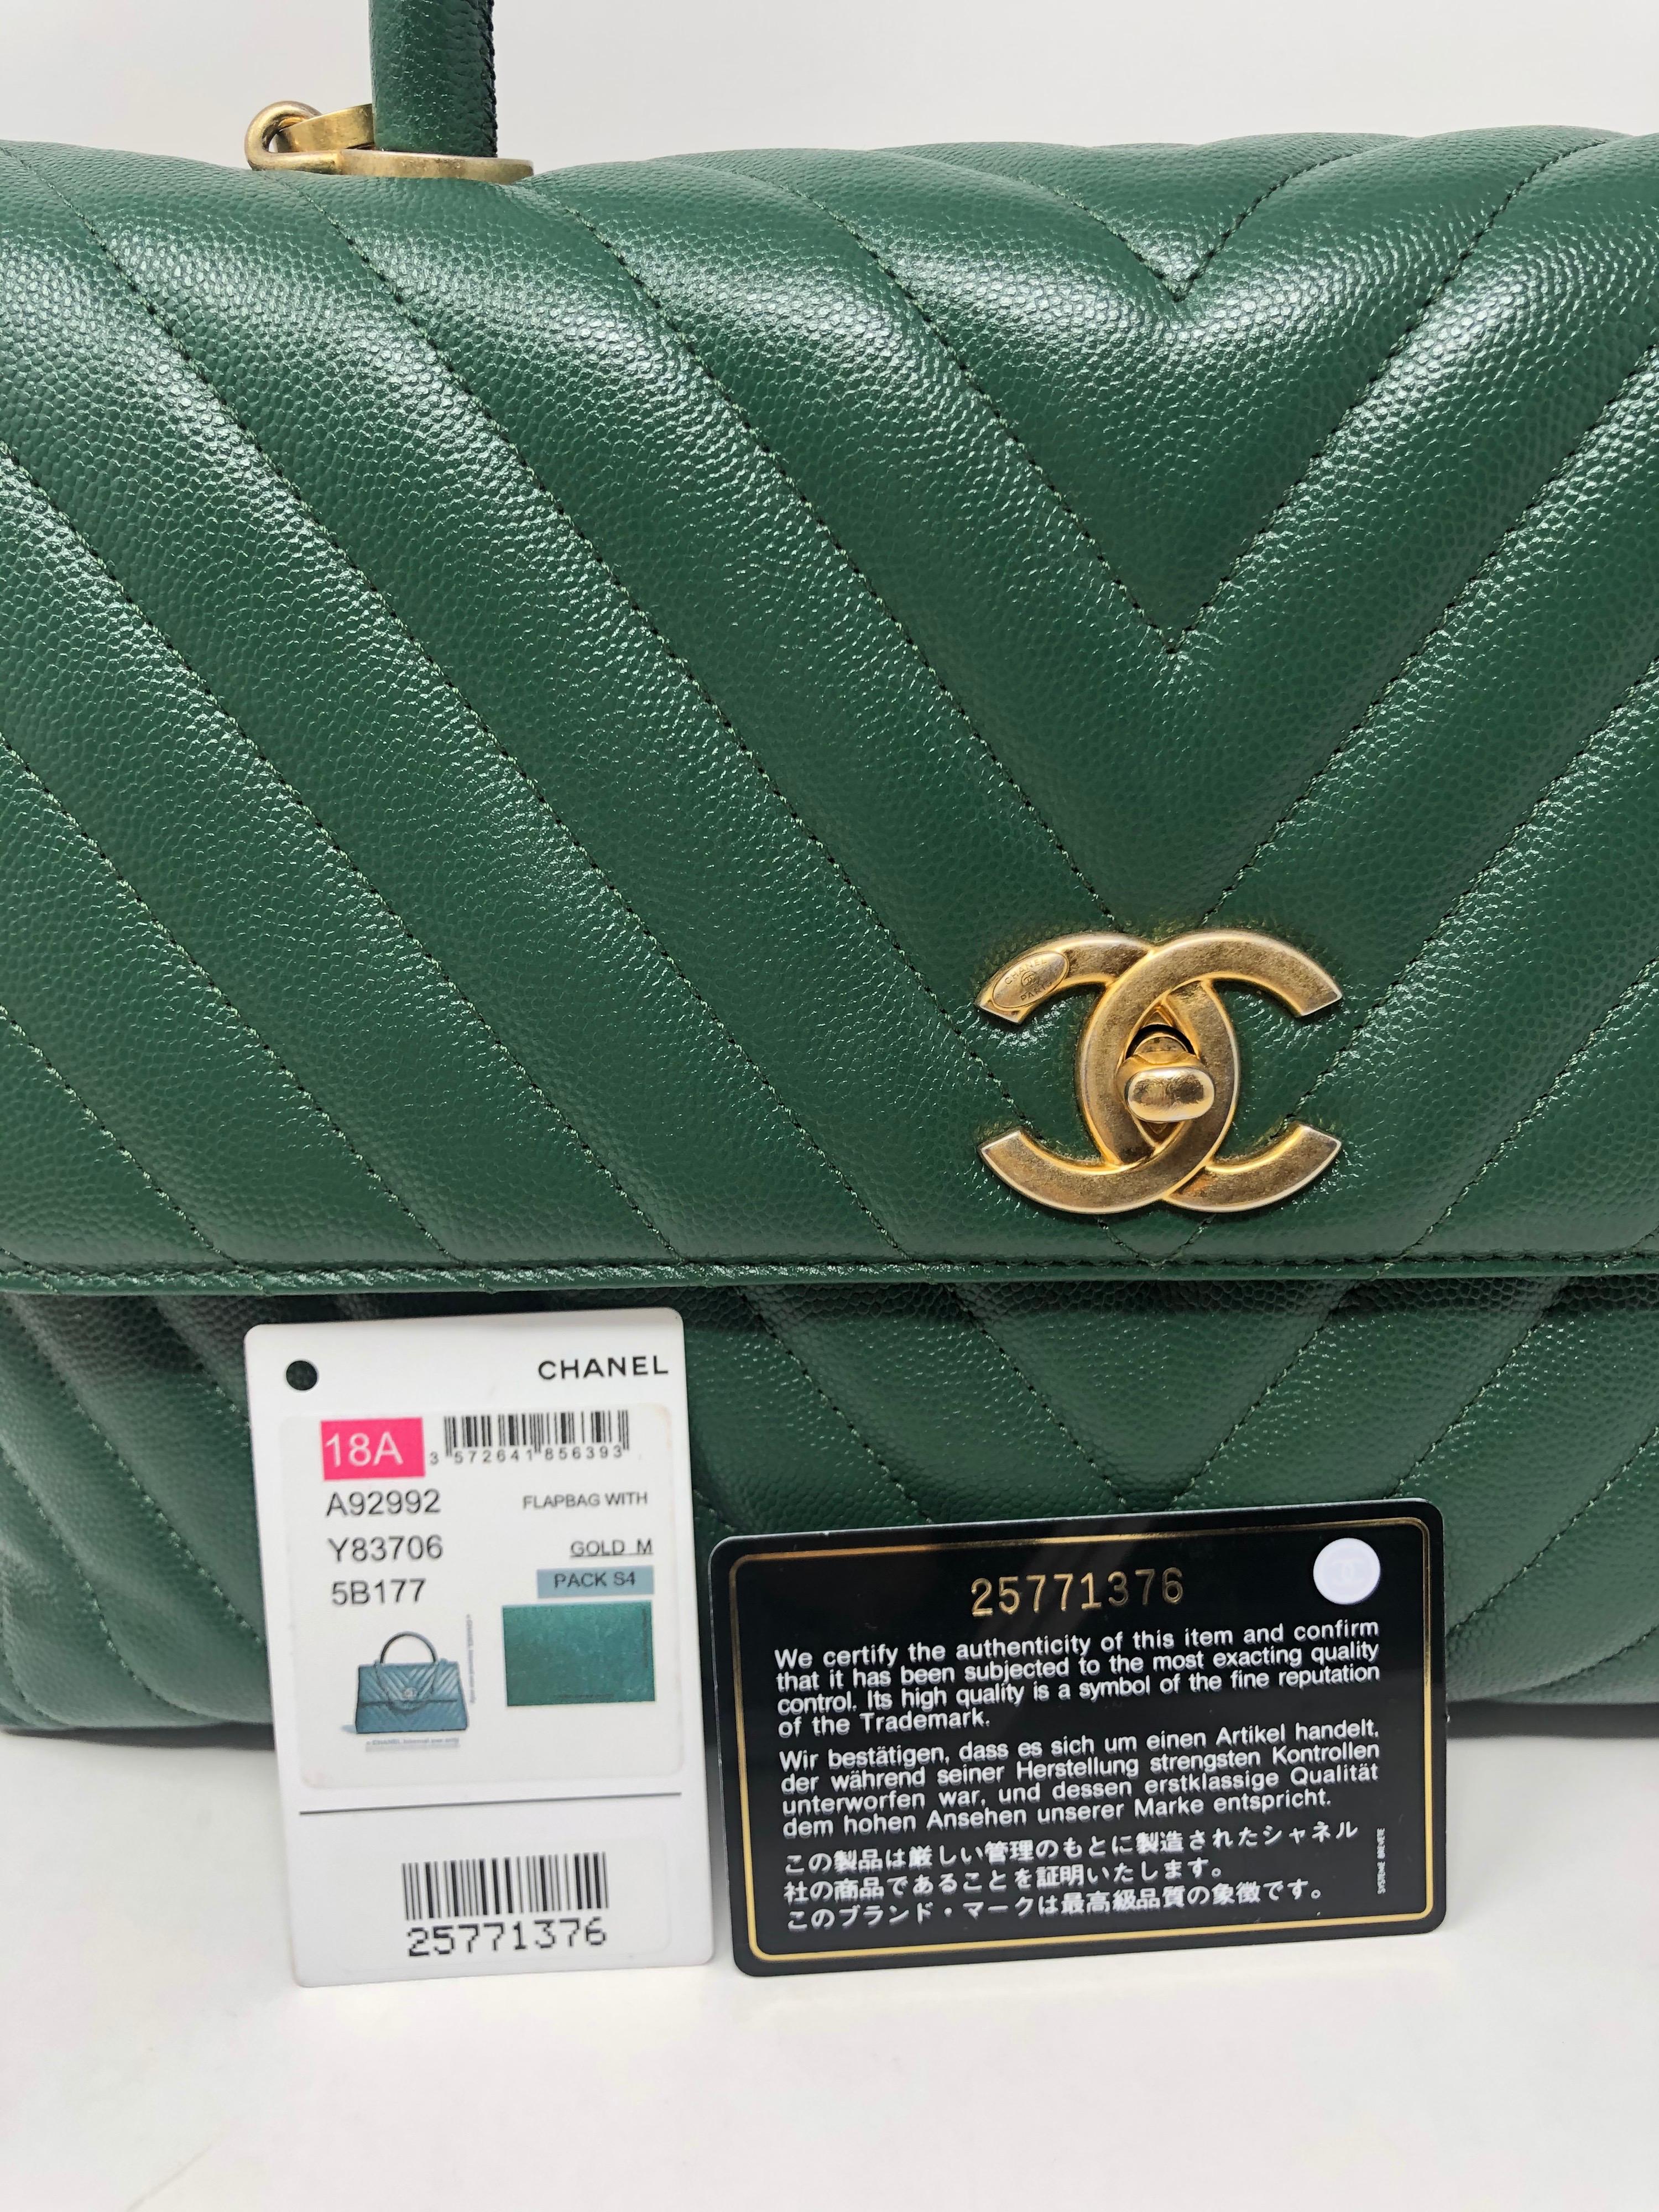 CHANEL
PARIS
CHANEL
18A
3 572641 856393
A92992
FLAPBAG WITH
Y83706
GOLD M
5B177
PACK S4
25771376
25771376
We certify the authenticity of this item and confirm
that it has been subjected to the most exacting quality
control. Its high quality is a symbol of the fine reputation
of the Trademark.
Wir bestätigen, dass es sich um einen Artikel handelt,
der während seiner Herstellung strengsten Kontrollen
unterworfen war, und dessen erstklassige Qualität
dem hohen Ansehen unserer Marke entspricht.
この製品は厳しい管理のもとに製造されたシャネル
社の商品であることを証明いたします。
このブランド・マークは最高級品質の象徴です。
SYSTEME BREVETE